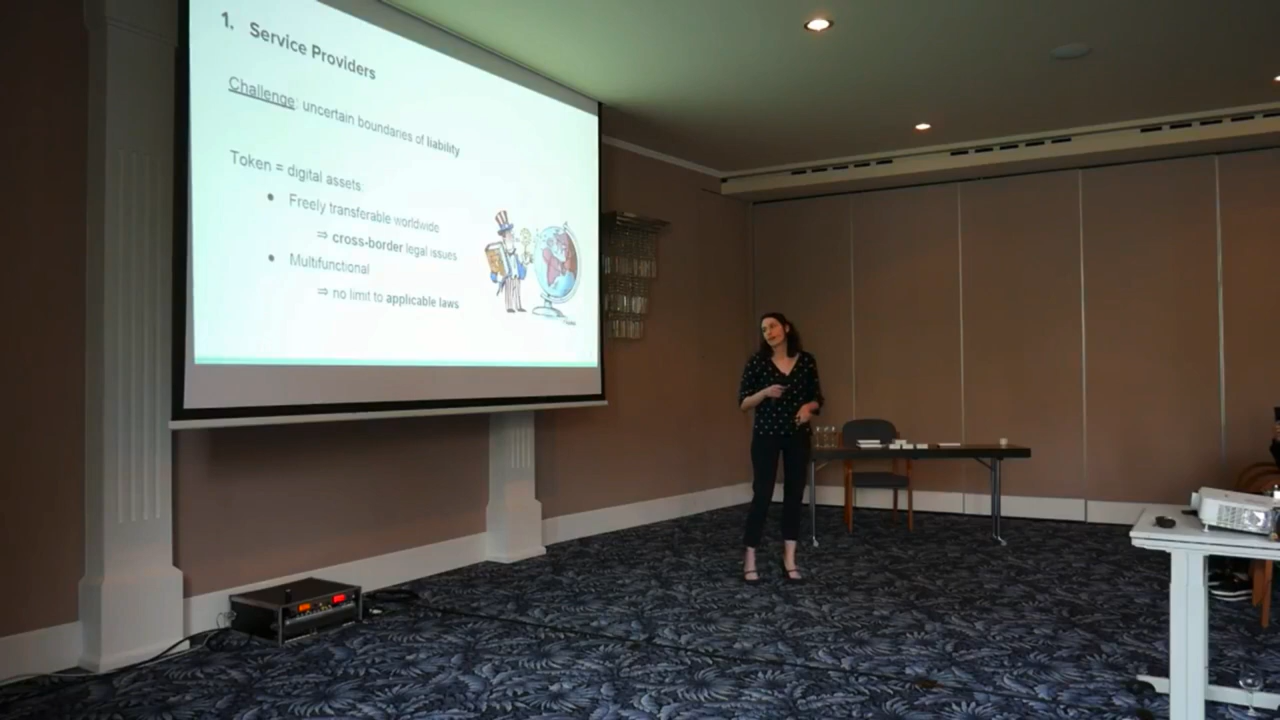 1. Service Providers
Challenge: uncertain boundaries of liability
Token = digital assets:
• Freely transferable worldwide
⇒ cross-border legal issues
• Multifunctional
⇒ no limit to applicable laws